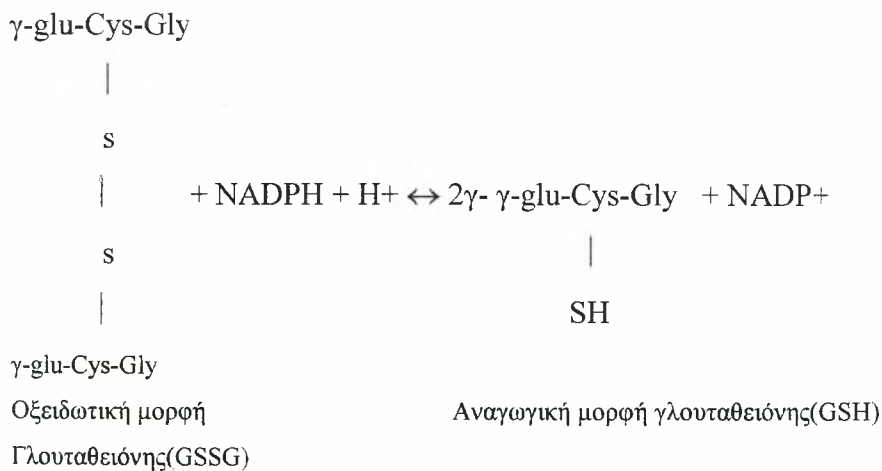 γ-glu-Cys-Gly
|
s
|
+ NADPH + H+ ↔ 2γ- γ-glu-Cys-Gly + NADP+
s
|
|
SH
γ-glu-Cys-Gly
Οξειδωτική μορφή
Αναγωγική μορφή γλουταθειόνης(GSH)
Γλουταθειόνης(GSSG)